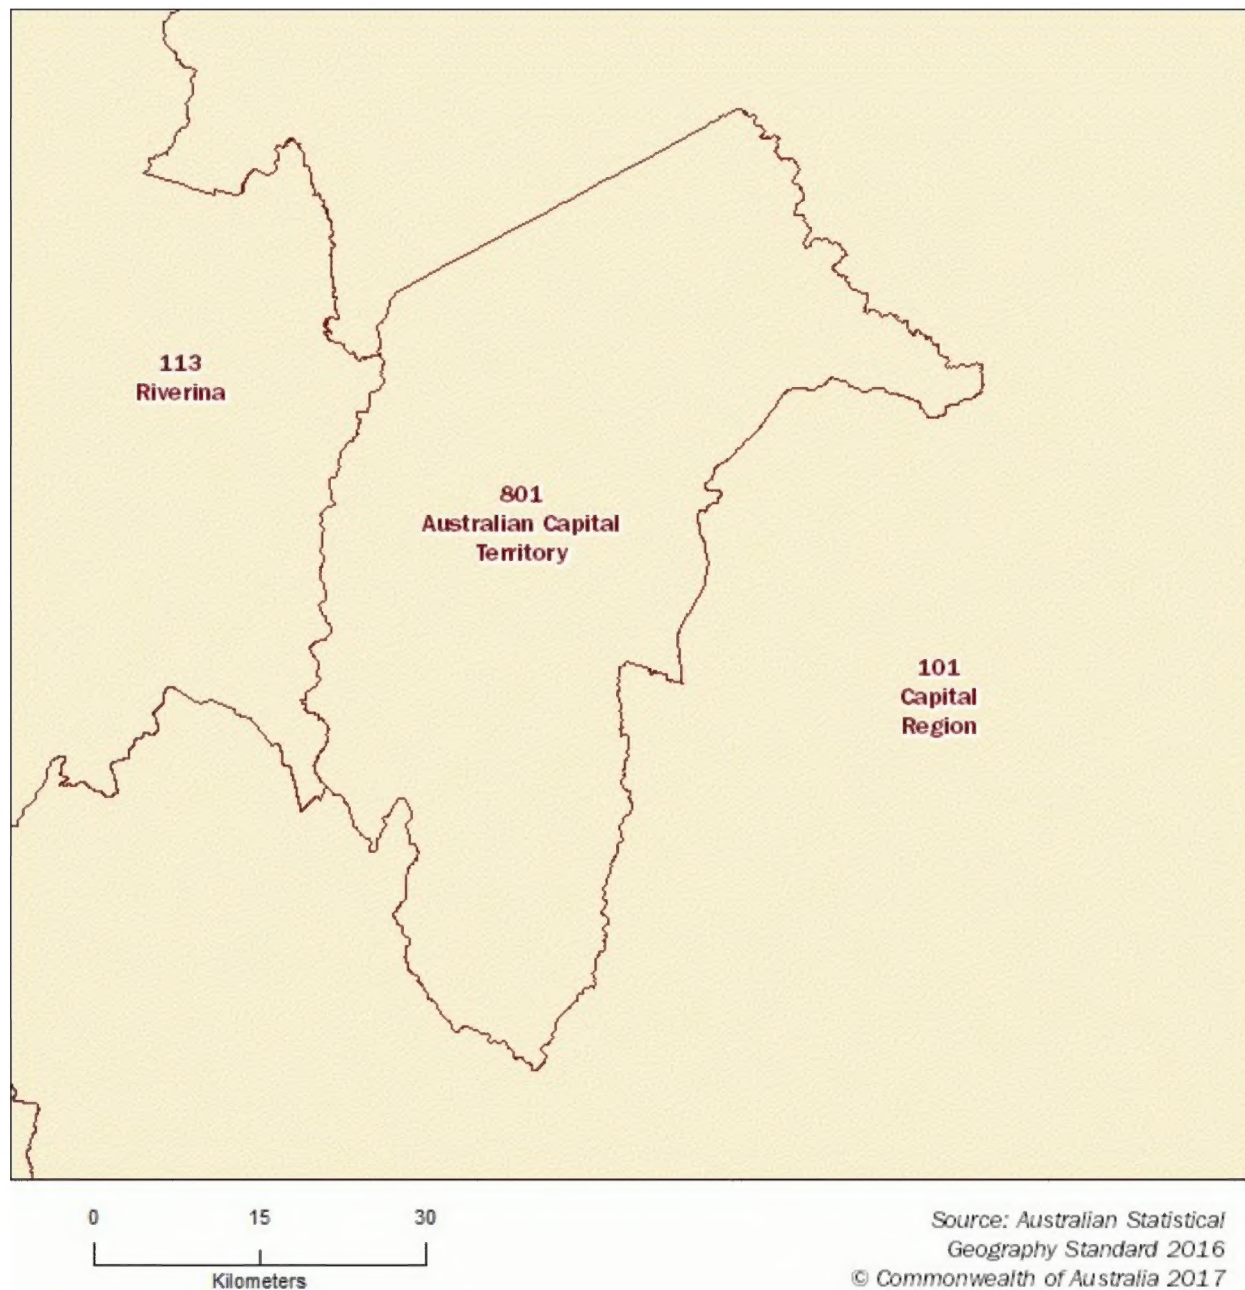 113
Riverina
801
Australian Capital
Territory
101
Capital
Region
0 15 30
Kilometers
Source: Australian Statistical
Geography Standard 2016
© Commonwealth of Australia 2017